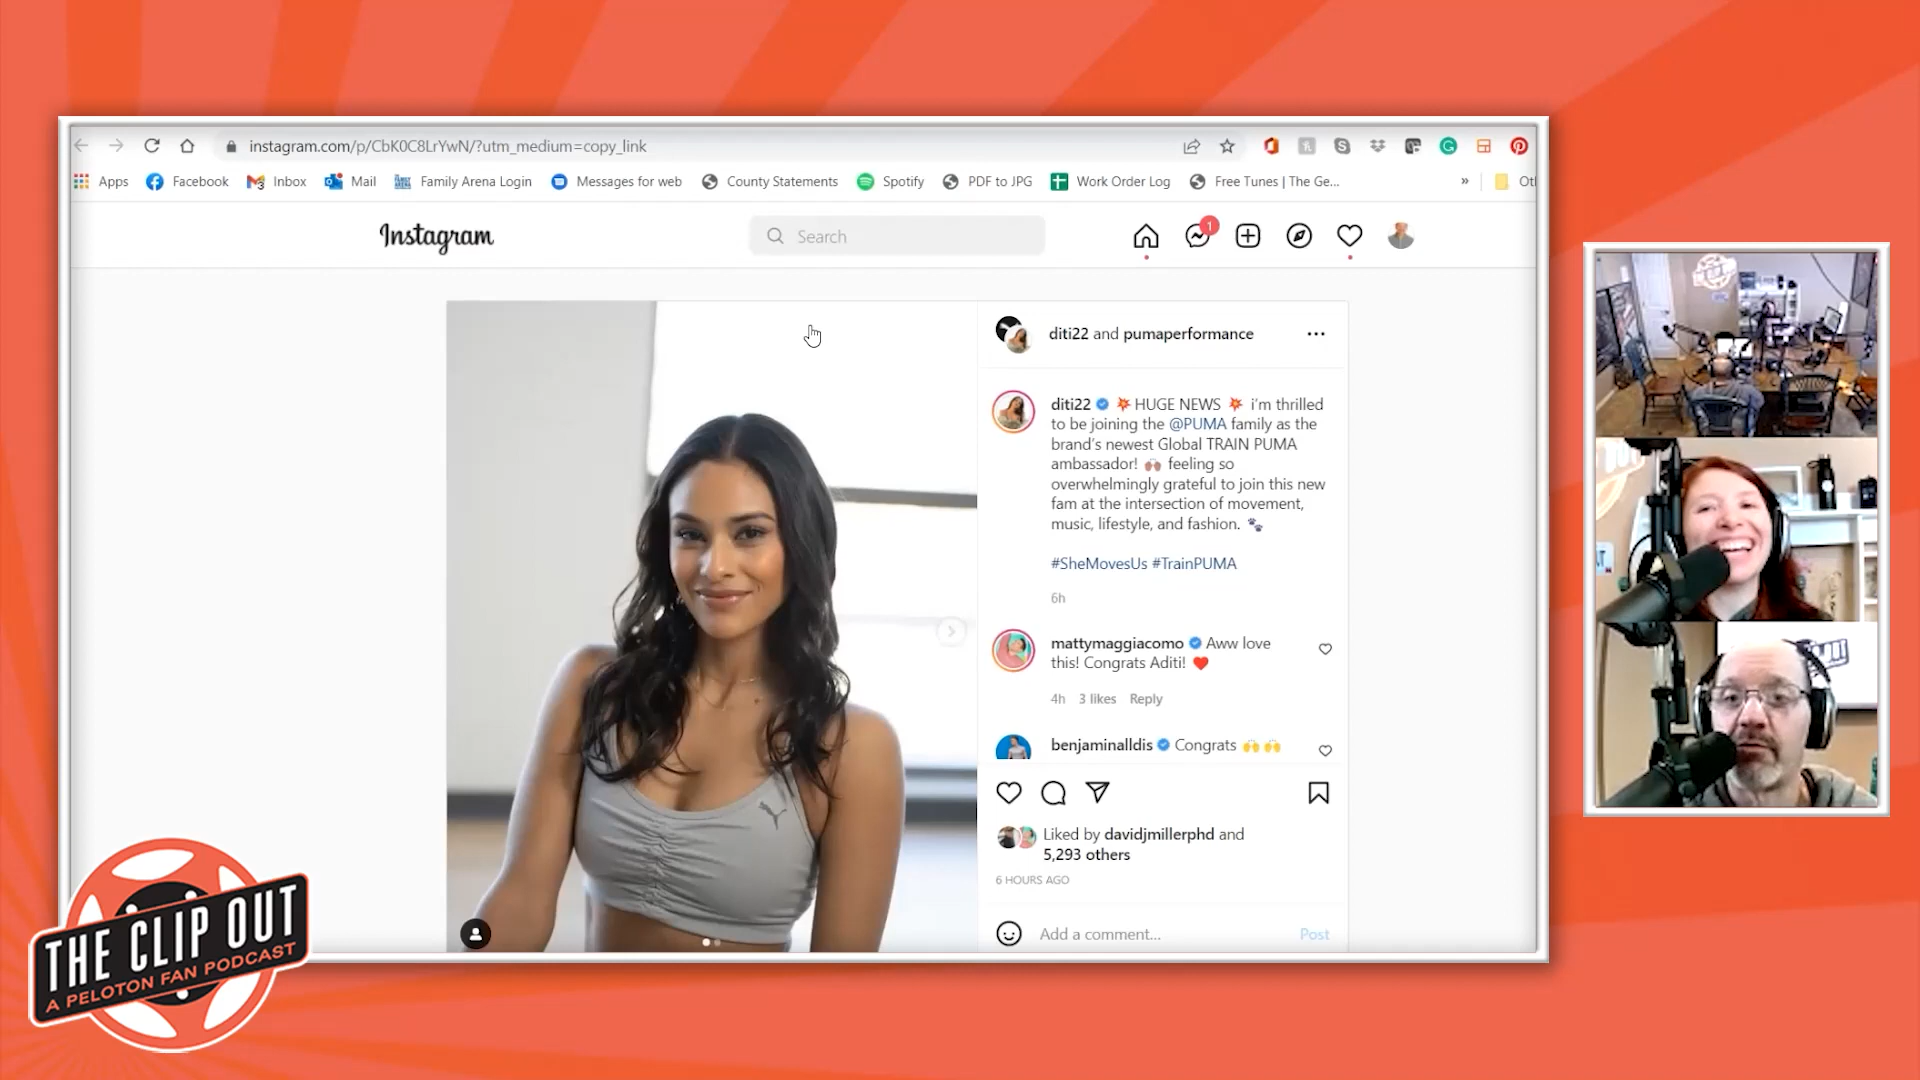 instagram.com/p/CbK0C8LrYwN/?utm_medium=copy_link
Apps Facebook Inbox Mail Family Arena Login Messages for web County Statements Spotify PDF to JPG Work Order Log Free Tunes | The Ge... »
Instagram
Search
1
diti22 and pumaperformance
diti22 💥 HUGE NEWS 💥 i'm thrilled
to be joining the @PUMA family as the
brand's newest Global TRAIN PUMA
ambassador! 🙌🏽 feeling so
overwhelmingly grateful to join this new
fam at the intersection of movement,
music, lifestyle, and fashion. 🐾
#SheMovesUs #TrainPUMA
6h
mattymaggiacomo Aww love
this! Congrats Aditi! ❤️
4h 3 likes Reply
benjaminalldis Congrats 🙌 🙌
Liked by davidjmillerphd and
5,293 others
6 HOURS AGO
Add a comment... Post
THE CLIP OUT
A PELOTON FAN PODCAST